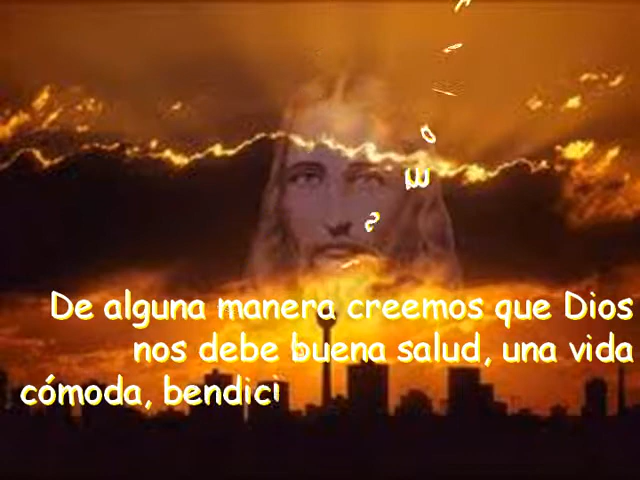 De alguna manera creemos que Dios
nos debe buena salud, una vida
cómoda, bendici